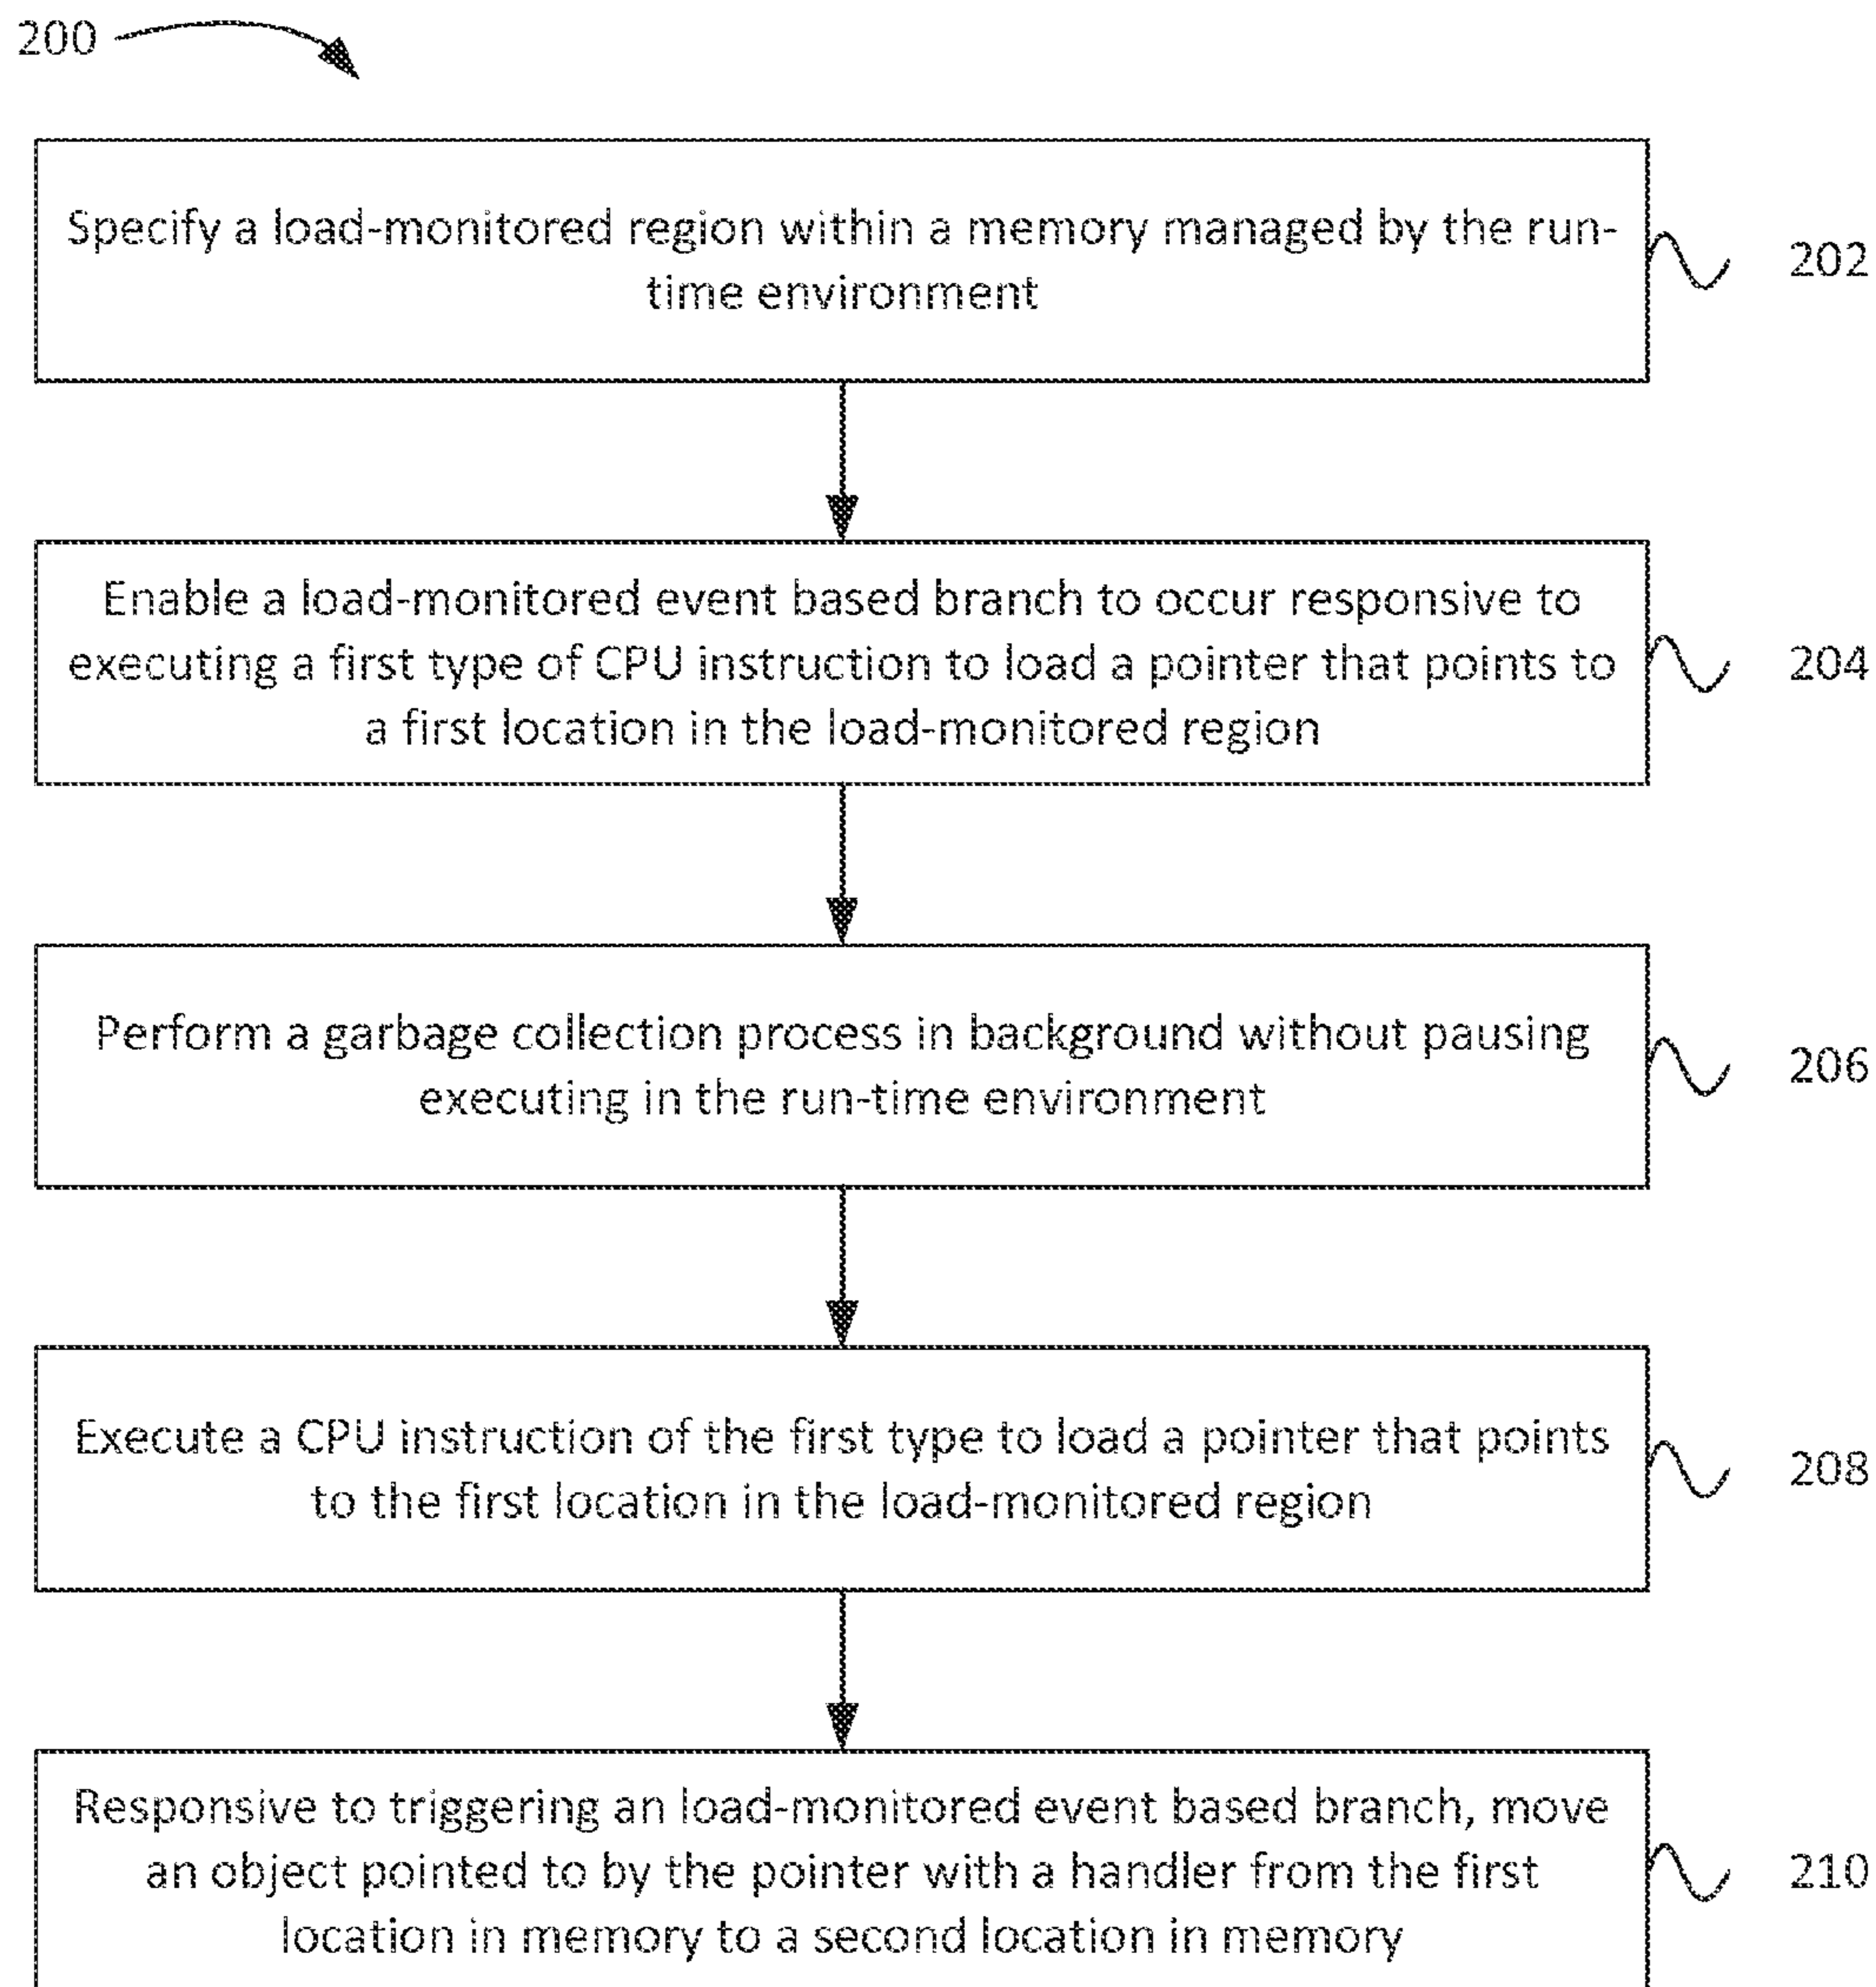 200
Specify a load-monitored region within a memory managed by the run-
time environment
202
Enable a load-monitored event based branch to occur responsive to
executing a first type of CPU instruction to load a pointer that points to
a first location in the load-monitored region
204
Perform a garbage collection process in background without pausing
executing in the run-time environment
206
Execute a CPU instruction of the first type to load a pointer that points
to the first location in the load-monitored region
208
Responsive to triggering an load-monitored event based branch, move
an object pointed to by the pointer with a handler from the first
location in memory to a second location in memory
210